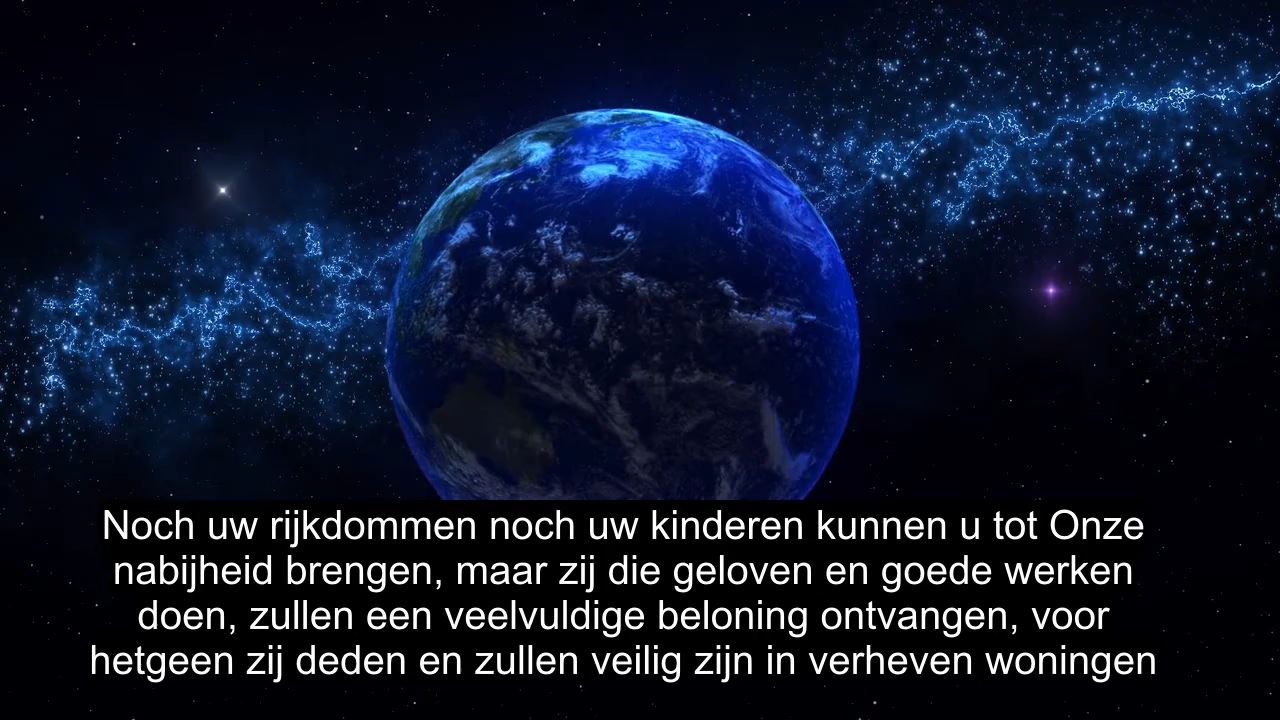 Noch uw rijkdommen noch uw kinderen kunnen u tot Onze
nabijheid brengen, maar zij die geloven en goede werken
doen, zullen een veelvuldige beloning ontvangen, voor
hetgeen zij deden en zullen veilig zijn in verheven woningen